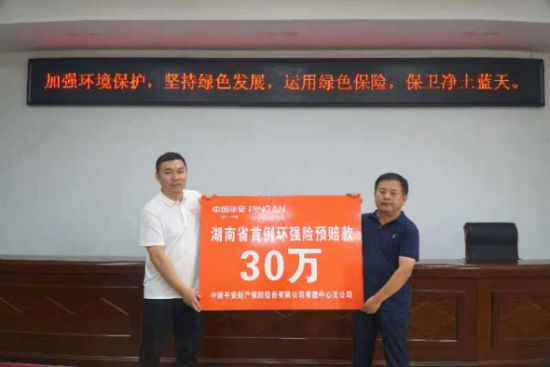 加强环境保护，坚持绿色发展，运用绿色保险，保卫净土蓝天。
中国平安 PING AN
湖南省首例环强险预赔款
30万
中国平安财产保险股份有限公司常德中心支公司